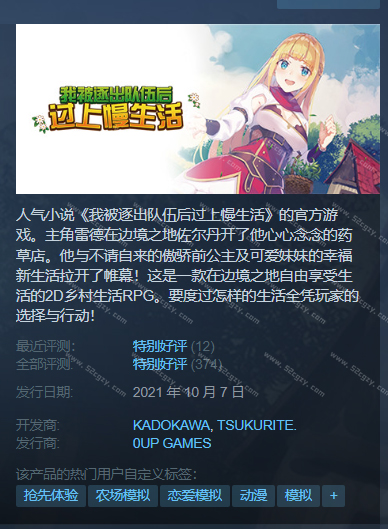 我被逐出队伍后
过上慢生活
人气小说《我被逐出队伍后过上慢生活》的官方游
戏。主角雷德在边境之地佐尔丹开了他心心念念的药
草店。他与不请自来的傲骄前公主及可爱妹妹的幸福
新生活拉开了帷幕！这是一款在边境之地自由享受生
活的2D乡村生活RPG。要度过怎样的生活全凭玩家的
选择与行动！
最近评测： 特别好评 (12)
全部评测： 特别好评 (374)
发行日期： 2021 年 10 月 7 日
开发商： KADOKAWA, TSUKURITE.
发行商： 0UP GAMES
该产品的热门用户自定义标签：
抢先体验 农场模拟 恋爱模拟 动漫 模拟 +